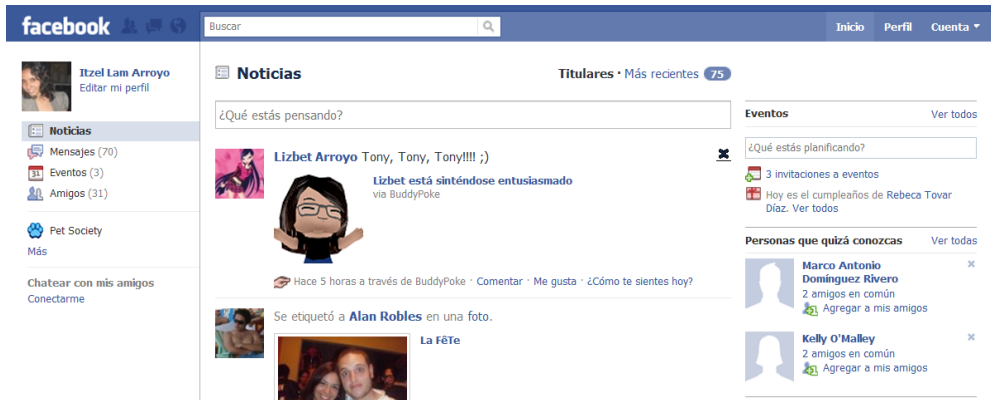 facebook
Buscar
Inicio Perfil Cuenta
Itzel Lam Arroyo
Editar mi perfil
Noticias
Mensajes (70)
31
Eventos (3)
Amigos (31)
Pet Society
Más
Chatear con mis amigos
Conectarme
Noticias
Titulares · Más recientes 75
¿Qué estás pensando?
Lizbet Arroyo Tony, Tony, Tony!!!! ;)
Lizbet está sinténdose entusiasmado
via BuddyPoke
Hace 5 horas a través de BuddyPoke · Comentar · Me gusta · ¿Cómo te sientes hoy?
Se etiquetó a Alan Robles en una foto.
La FêTe
Eventos Ver todos
¿Qué estás planificando?
3 invitaciones a eventos
Hoy es el cumpleaños de Rebeca Tovar
Díaz. Ver todos
Personas que quizá conozcas Ver todas
Marco Antonio
Domínguez Rivero
2 amigos en común
Agregar a mis amigos
Kelly O'Malley
2 amigos en común
Agregar a mis amigos